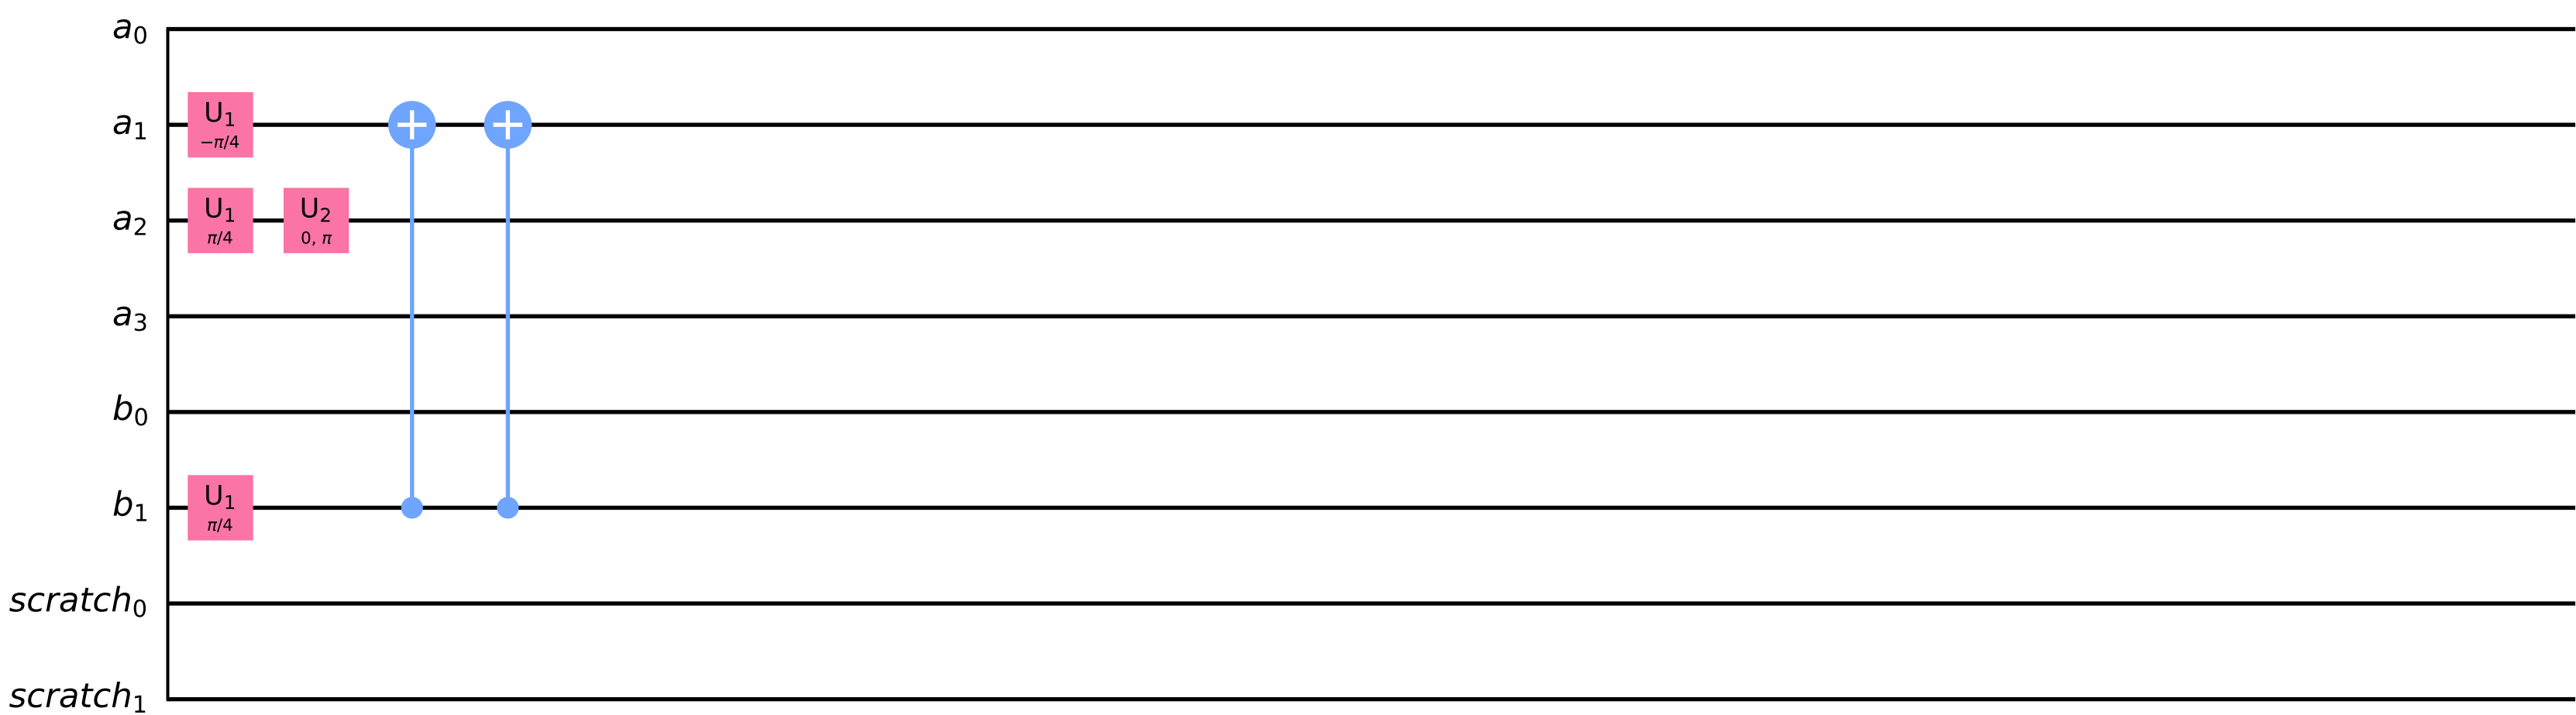 a0
a1 U1 −π/4
a2 U1 π/4 U2 0, π
a3
b0
b1 U1 π/4
scratch0
scratch1